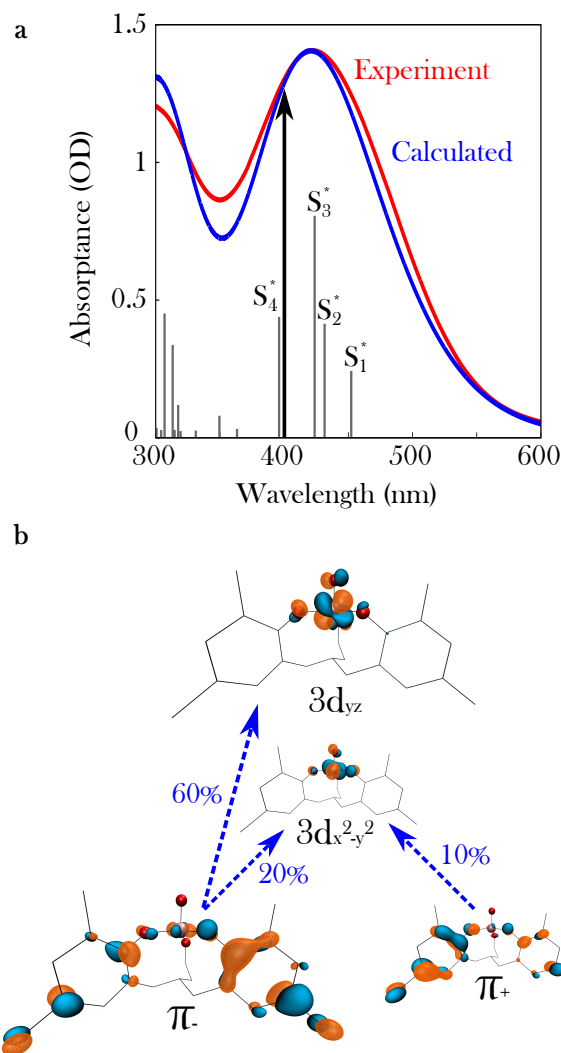 a
1.5
Experiment
Calculated
1
S3*
S4*
S2*
0.5
S1*
0
300
400
500
600
Absorptance (OD)
Wavelength (nm)
b
3dyz
60%
3dx²-y²
20%
10%
π-
π+